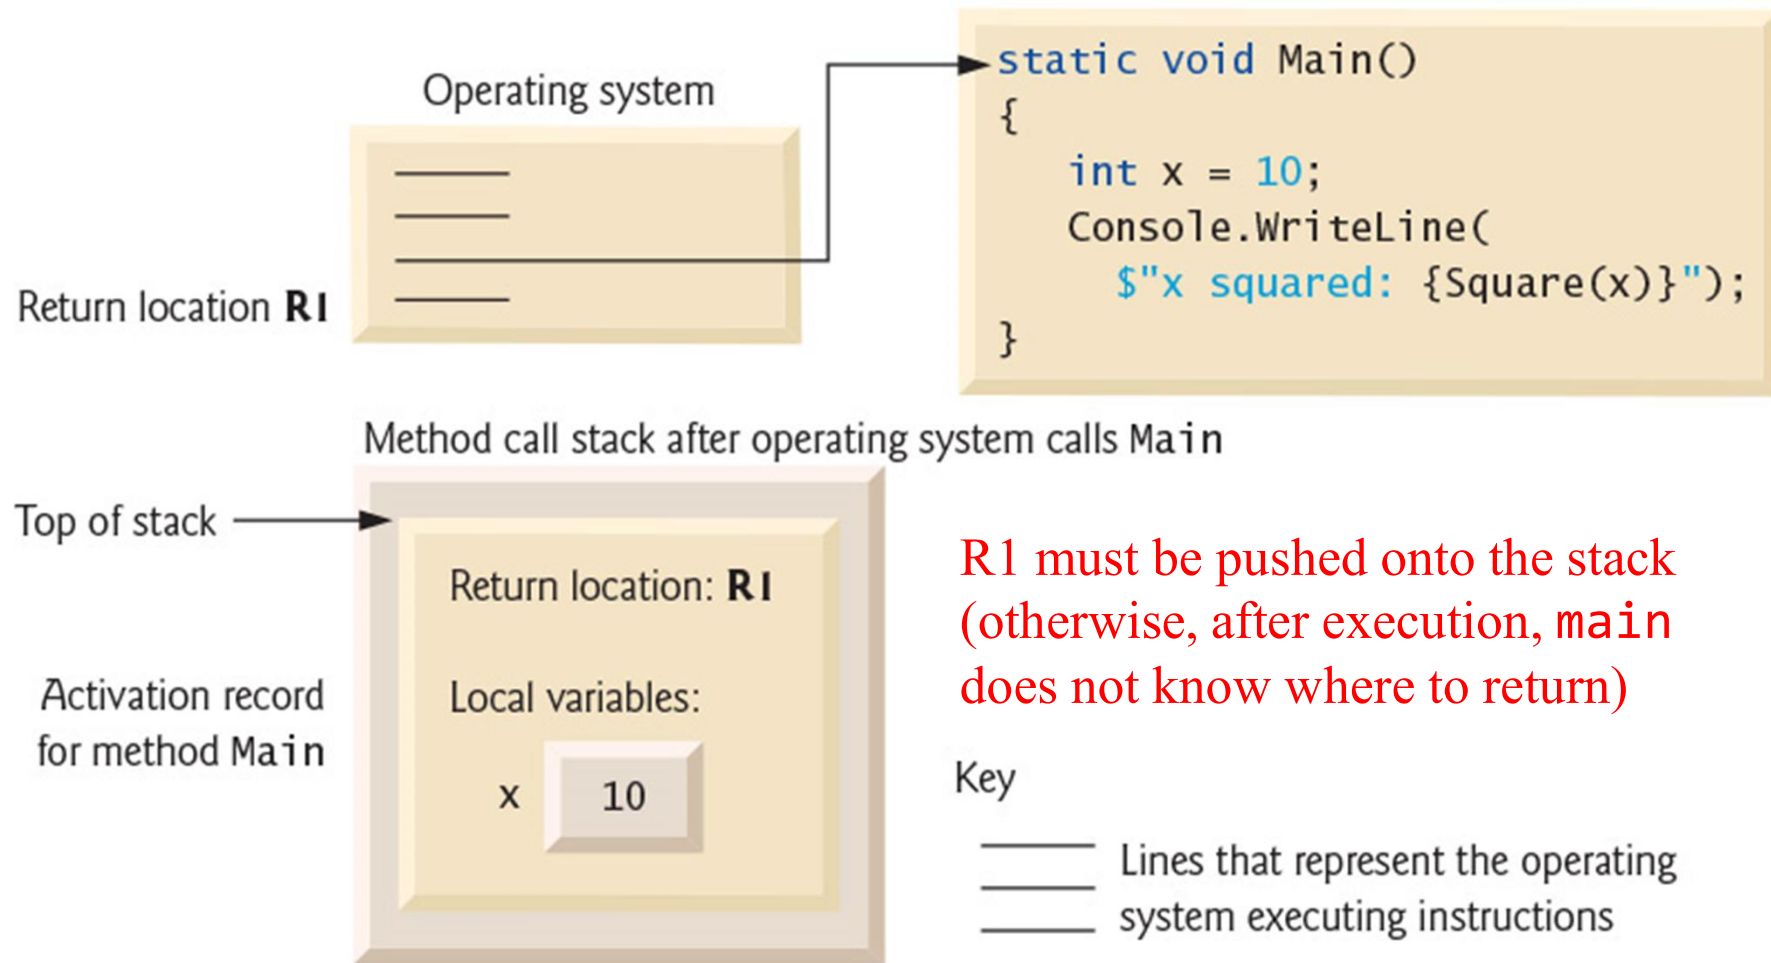 Operating system
Return location R1
static void Main()
{
int x = 10;
Console.WriteLine(
$"x squared: {Square(x)}");
}
Method call stack after operating system calls Main
Top of stack
Return location: R1
Local variables:
x 10
Activation record
for method Main
R1 must be pushed onto the stack
(otherwise, after execution, main
does not know where to return)
Key
Lines that represent the operating
system executing instructions